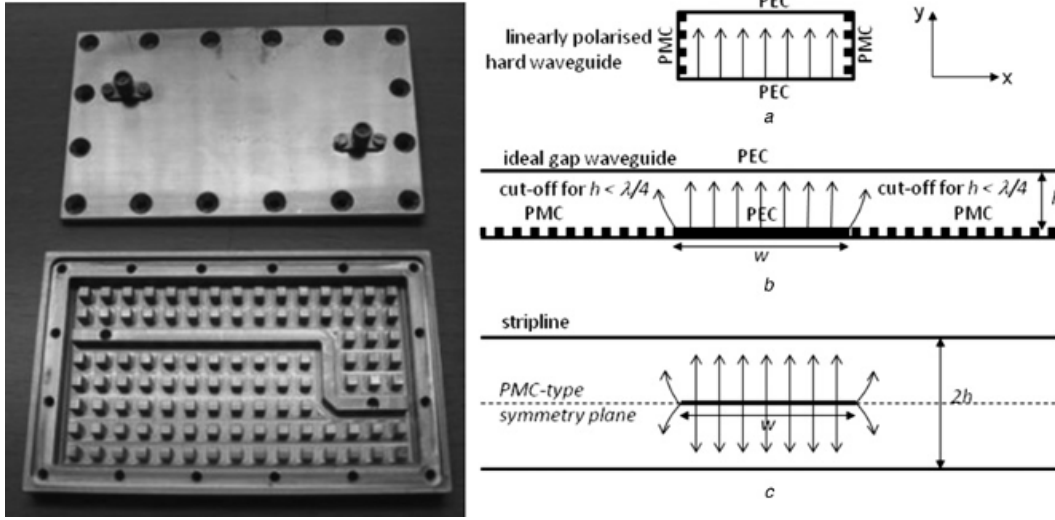 PEC
linearly polarised
hard waveguide
PMC
PMC
PEC
y
x
a
ideal gap waveguide
PEC
cut-off for h < λ/4
cut-off for h < λ/4
PMC
PEC
PMC
w
b
stripline
PMC-type
symmetry plane
2h
w
c